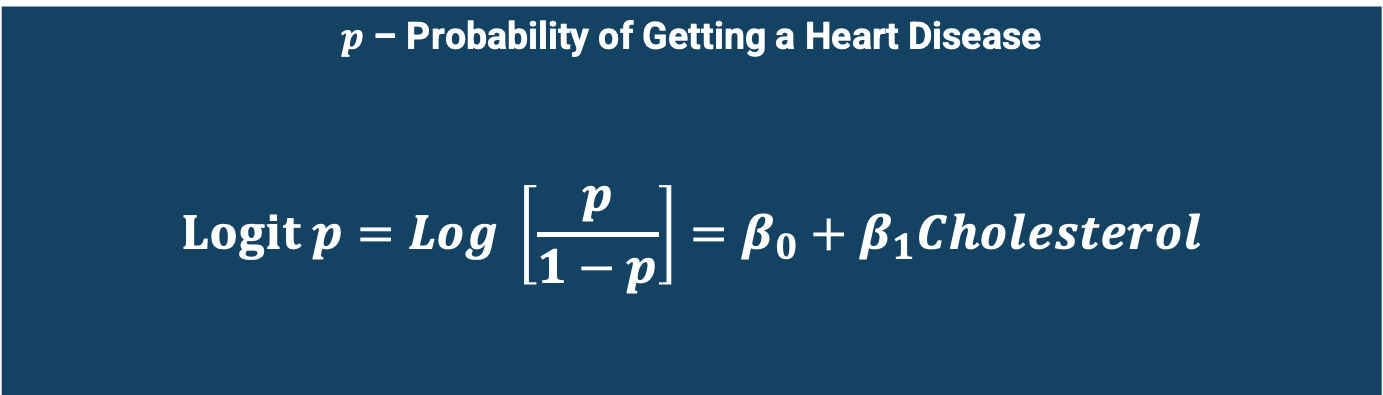 p – Probability of Getting a Heart Disease
Logit p = Log [p / 1 − p] = β₀ + β₁Cholesterol